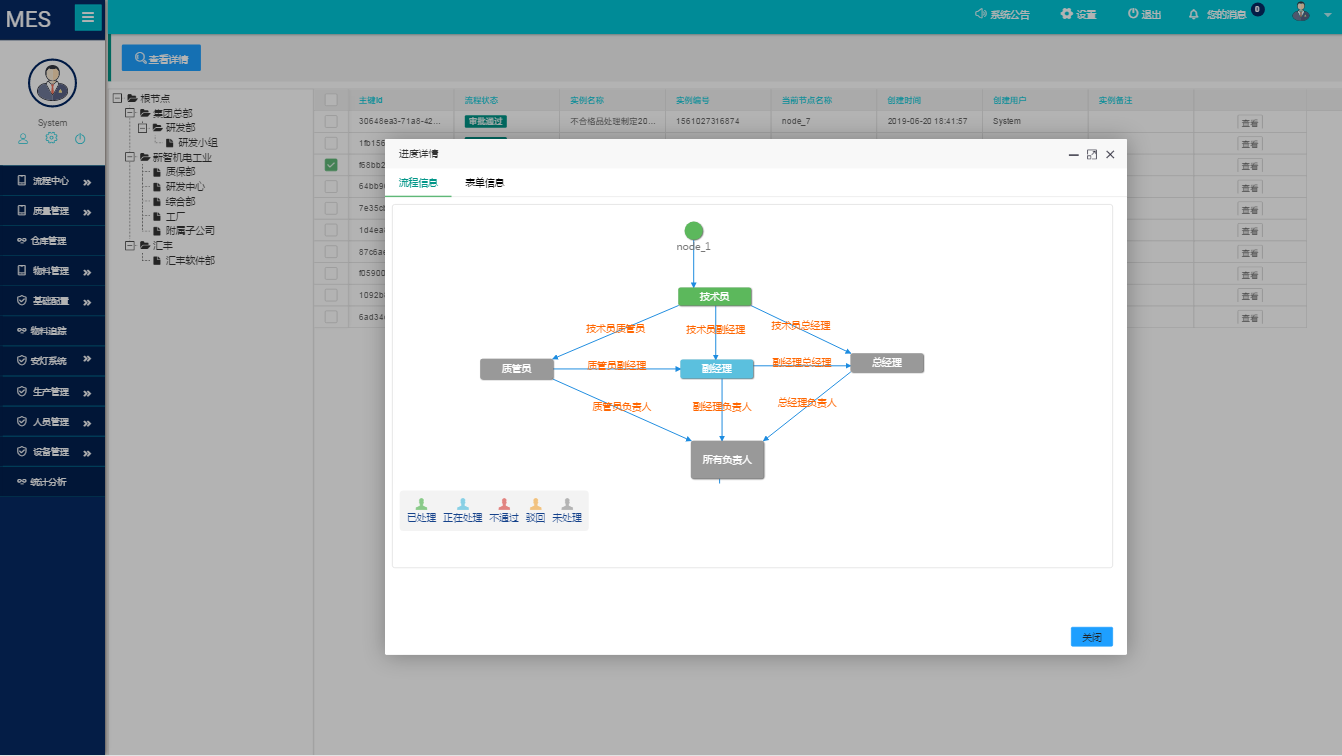 MES
系统公告 设置 退出 您的消息 0
查看详情
System
流程中心
质量管理
仓库管理
物料管理
基础配置
物料追踪
安灯系统
生产管理
人员管理
设备管理
统计分析
根节点
集团总部
研发部
研发小组
新智机电工业
质保部
研发中心
综合部
工厂
附属子公司
汇丰
汇丰软件部
主键Id 流程状态 实例名称 实例编号 当前节点名称 创建时间 创建用户 实例备注
30648ea3-71a8-42... 审批通过 不合格品处理制定20... 1561027316874 node_7 2019-06-20 18:41:57 System 查看
1fb156 查看
f68bb2 查看
64bb9 查看
7e35c 查看
1d4ea 查看
87c6ae 查看
f05900 查看
1092b 查看
6ad34 查看
进度详情
流程信息 表单信息
node_1
技术员
技术员质管员 技术员副经理 技术员总经理
质管员 质管员副经理 副经理 副经理总经理 总经理
质管员负责人 副经理负责人 总经理负责人
所有负责人
已处理 正在处理 不通过 驳回 未处理
关闭